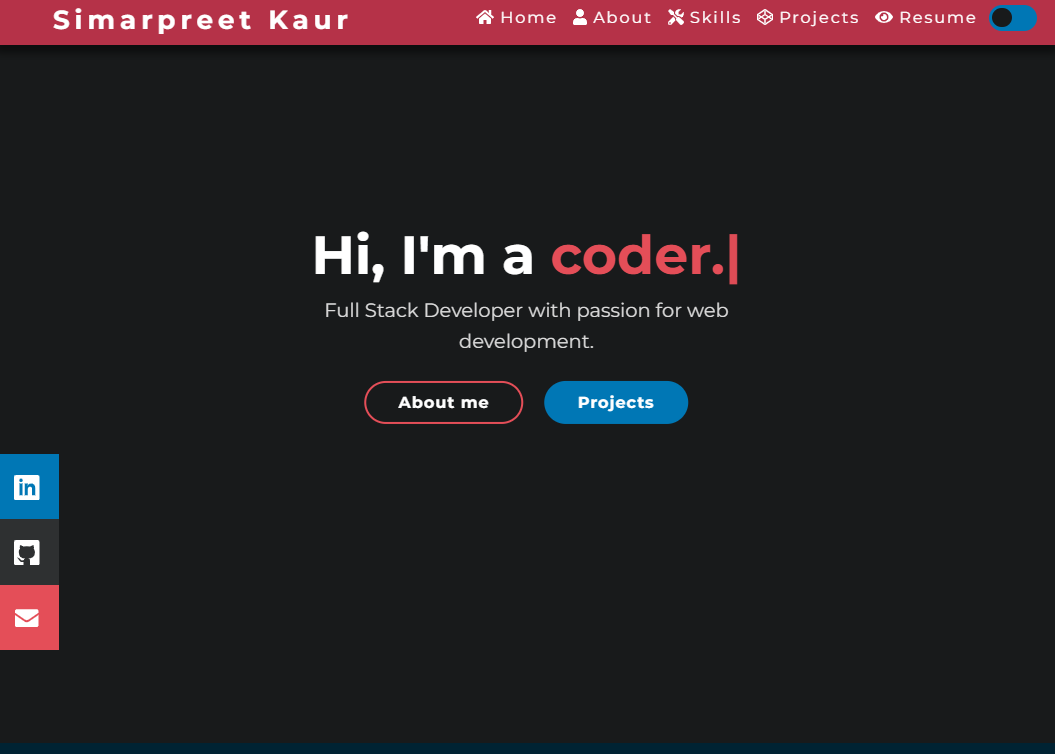 Simarpreet Kaur
Home About Skills Projects Resume
Hi, I'm a coder.|
Full Stack Developer with passion for web
development.
About me Projects
in